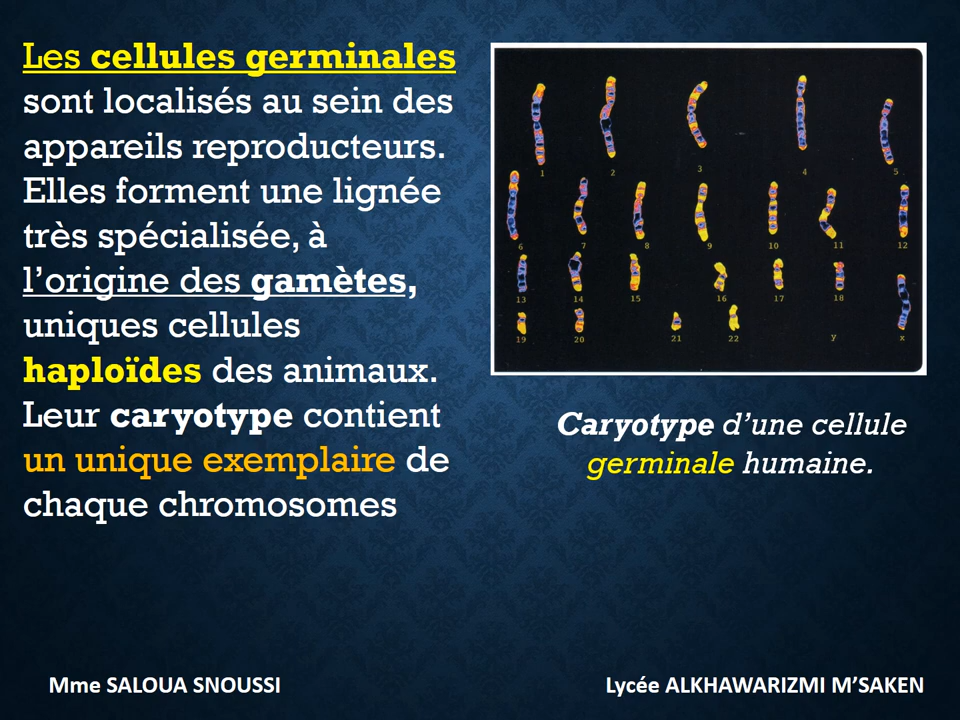 Les cellules germinales
sont localisés au sein des
appareils reproducteurs.
Elles forment une lignée
très spécialisée, à
l’origine des gamètes,
uniques cellules
haploïdes des animaux.
Leur caryotype contient
un unique exemplaire de
chaque chromosomes
1 2 3 4 5
6 7 8 9 10 11 12
13 14 15 16 17 18
19 20 21 22 y x
Caryotype d’une cellule
germinale humaine.
Mme SALOUA SNOUSSI
Lycée ALKHAWARIZMI M’SAKEN